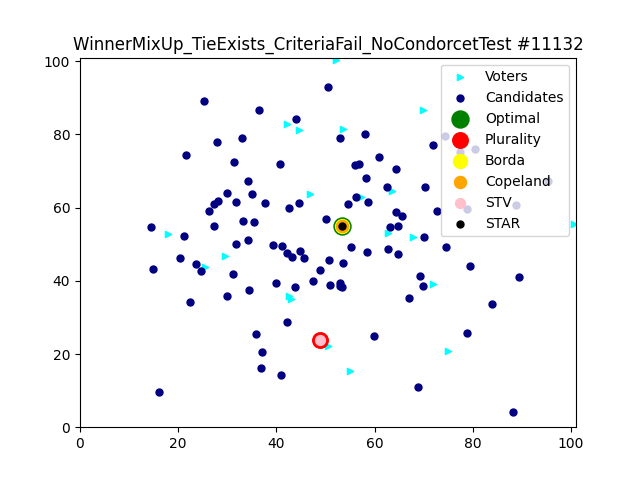 WinnerMixUp_TieExists_CriteriaFail_NoCondorcetTest #11132
Voters
Candidates
Optimal
Plurality
Borda
Copeland
STV
STAR
100
80
60
40
20
0
0 20 40 60 80 100